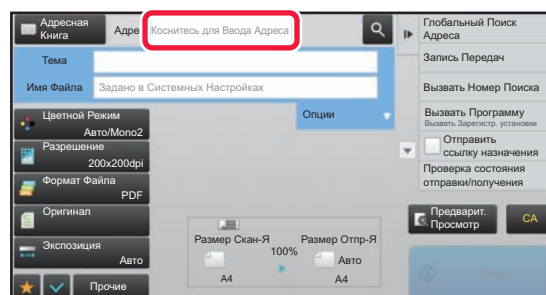 Адресная
Книга
Адре
Коснитесь для Ввода Адреса
Тема
Имя Файла
Задано в Системных Настройках
Опции
Цветной Режим
Авто/Mono2
Разрешение
200x200dpi
Формат Файла
PDF
Оригинал
Экспозиция
Авто
Прочие
Размер Скан-Я
100%
Размер Отпр-Я
Авто
A4
A4
Глобальный Поиск
Адреса
Запись Передач
Вызвать Номер Поиска
Вызвать Программу
Вызвать Зарегистр. установки
Отправить
ссылку назначения
Проверка состояния
отправки/получения
Предварит.
Просмотр
CA
Старт